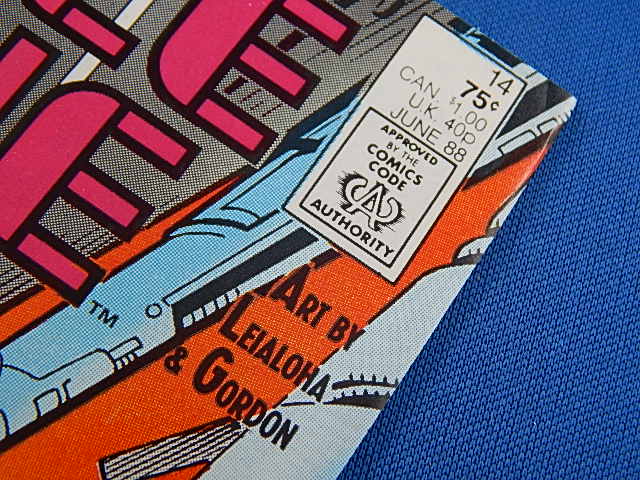 14
75¢
CAN. $1.00
U.K. 40p
JUNE 88
APPROVED
BY THE
COMICS
CODE
CA
AUTHORITY
TM
ART BY
LEIALOHA
& GORDON